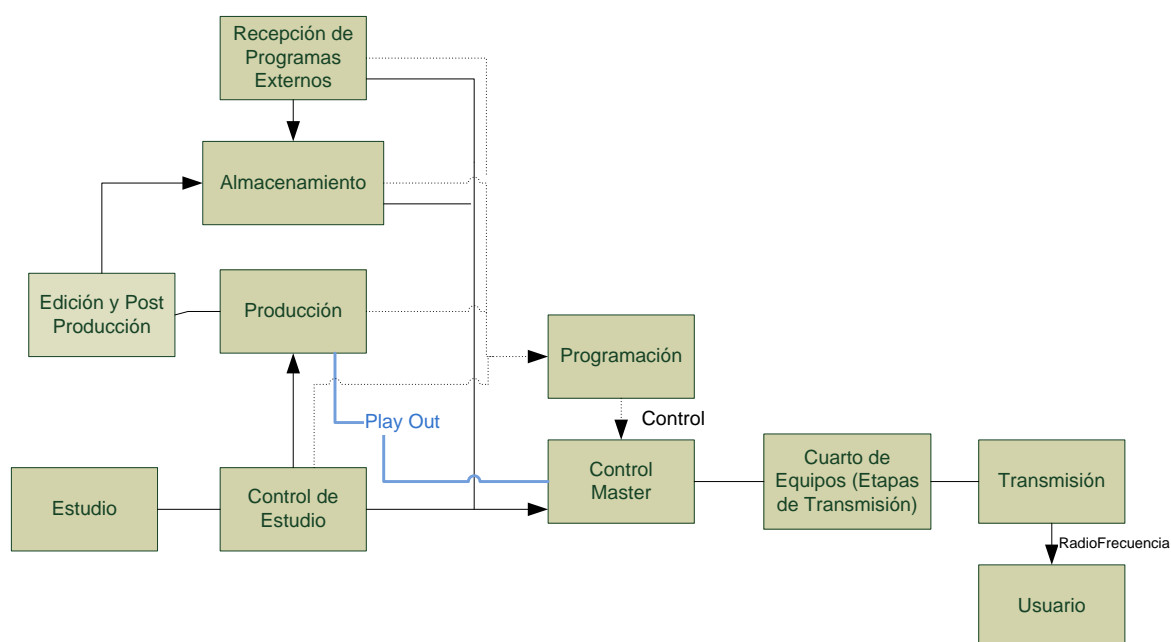 Recepción de
Programas
Externos
Almacenamiento
Edición y Post
Producción
Producción
Programación
Play Out
Control
Estudio
Control de
Estudio
Control
Master
Cuarto de
Equipos (Etapas
de Transmisión)
Transmisión
RadioFrecuencia
Usuario